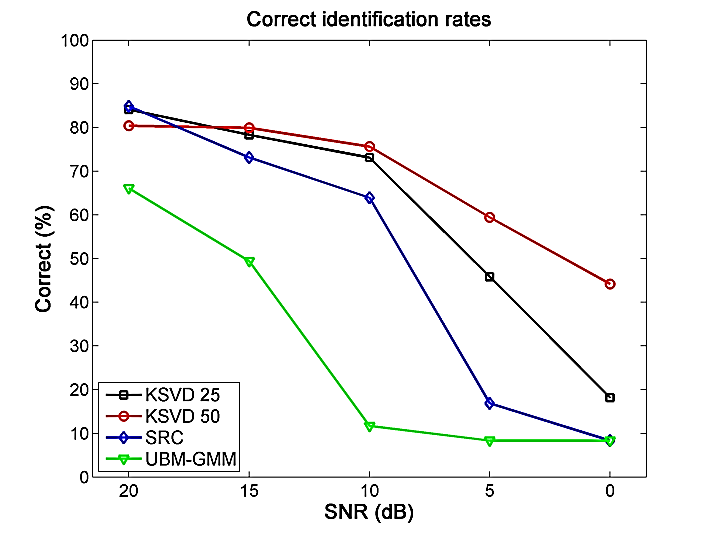 Correct identification rates
100
90
80
70
60
50
40
30
20
10
0
Correct (%)
KSVD 25
KSVD 50
SRC
UBM-GMM
20 15 10 5 0
SNR (dB)